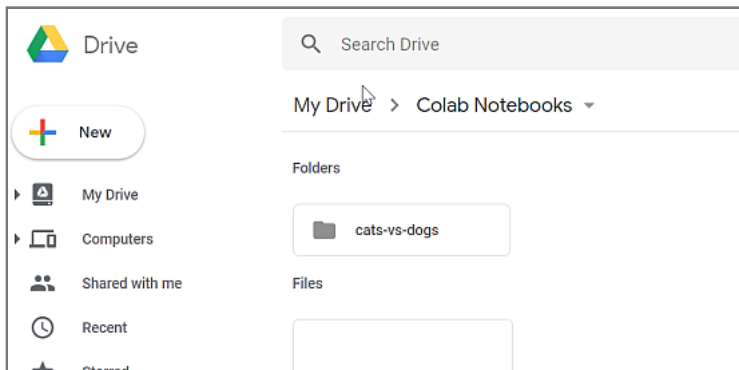 Drive
Search Drive
My Drive > Colab Notebooks
New
Folders
My Drive
cats-vs-dogs
Computers
Shared with me
Files
Recent
Starred